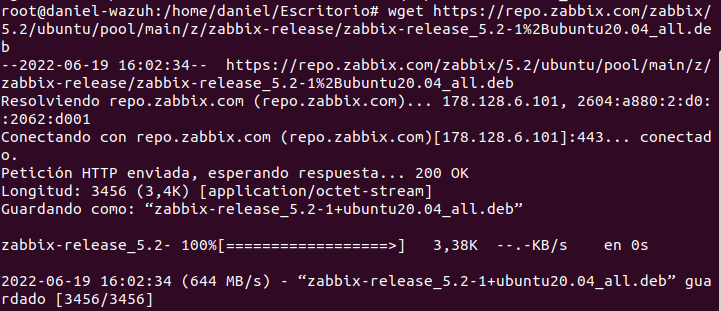 root@daniel-wazuh:/home/daniel/Escritorio# wget https://repo.zabbix.com/zabbix/
5.2/ubuntu/pool/main/z/zabbix-release/zabbix-release_5.2-1%2Bubuntu20.04_all.de
b
--2022-06-19 16:02:34--  https://repo.zabbix.com/zabbix/5.2/ubuntu/pool/main/z/
zabbix-release/zabbix-release_5.2-1%2Bubuntu20.04_all.deb
Resolviendo repo.zabbix.com (repo.zabbix.com)... 178.128.6.101, 2604:a880:2:d0:
:2062:d001
Conectando con repo.zabbix.com (repo.zabbix.com)[178.128.6.101]:443... conectad
o.
Petición HTTP enviada, esperando respuesta... 200 OK
Longitud: 3456 (3,4K) [application/octet-stream]
Guardando como: “zabbix-release_5.2-1+ubuntu20.04_all.deb”
zabbix-release_5.2- 100%[===================>]   3,38K  --.-KB/s    en 0s
2022-06-19 16:02:34 (644 MB/s) - “zabbix-release_5.2-1+ubuntu20.04_all.deb” gua
rdado [3456/3456]